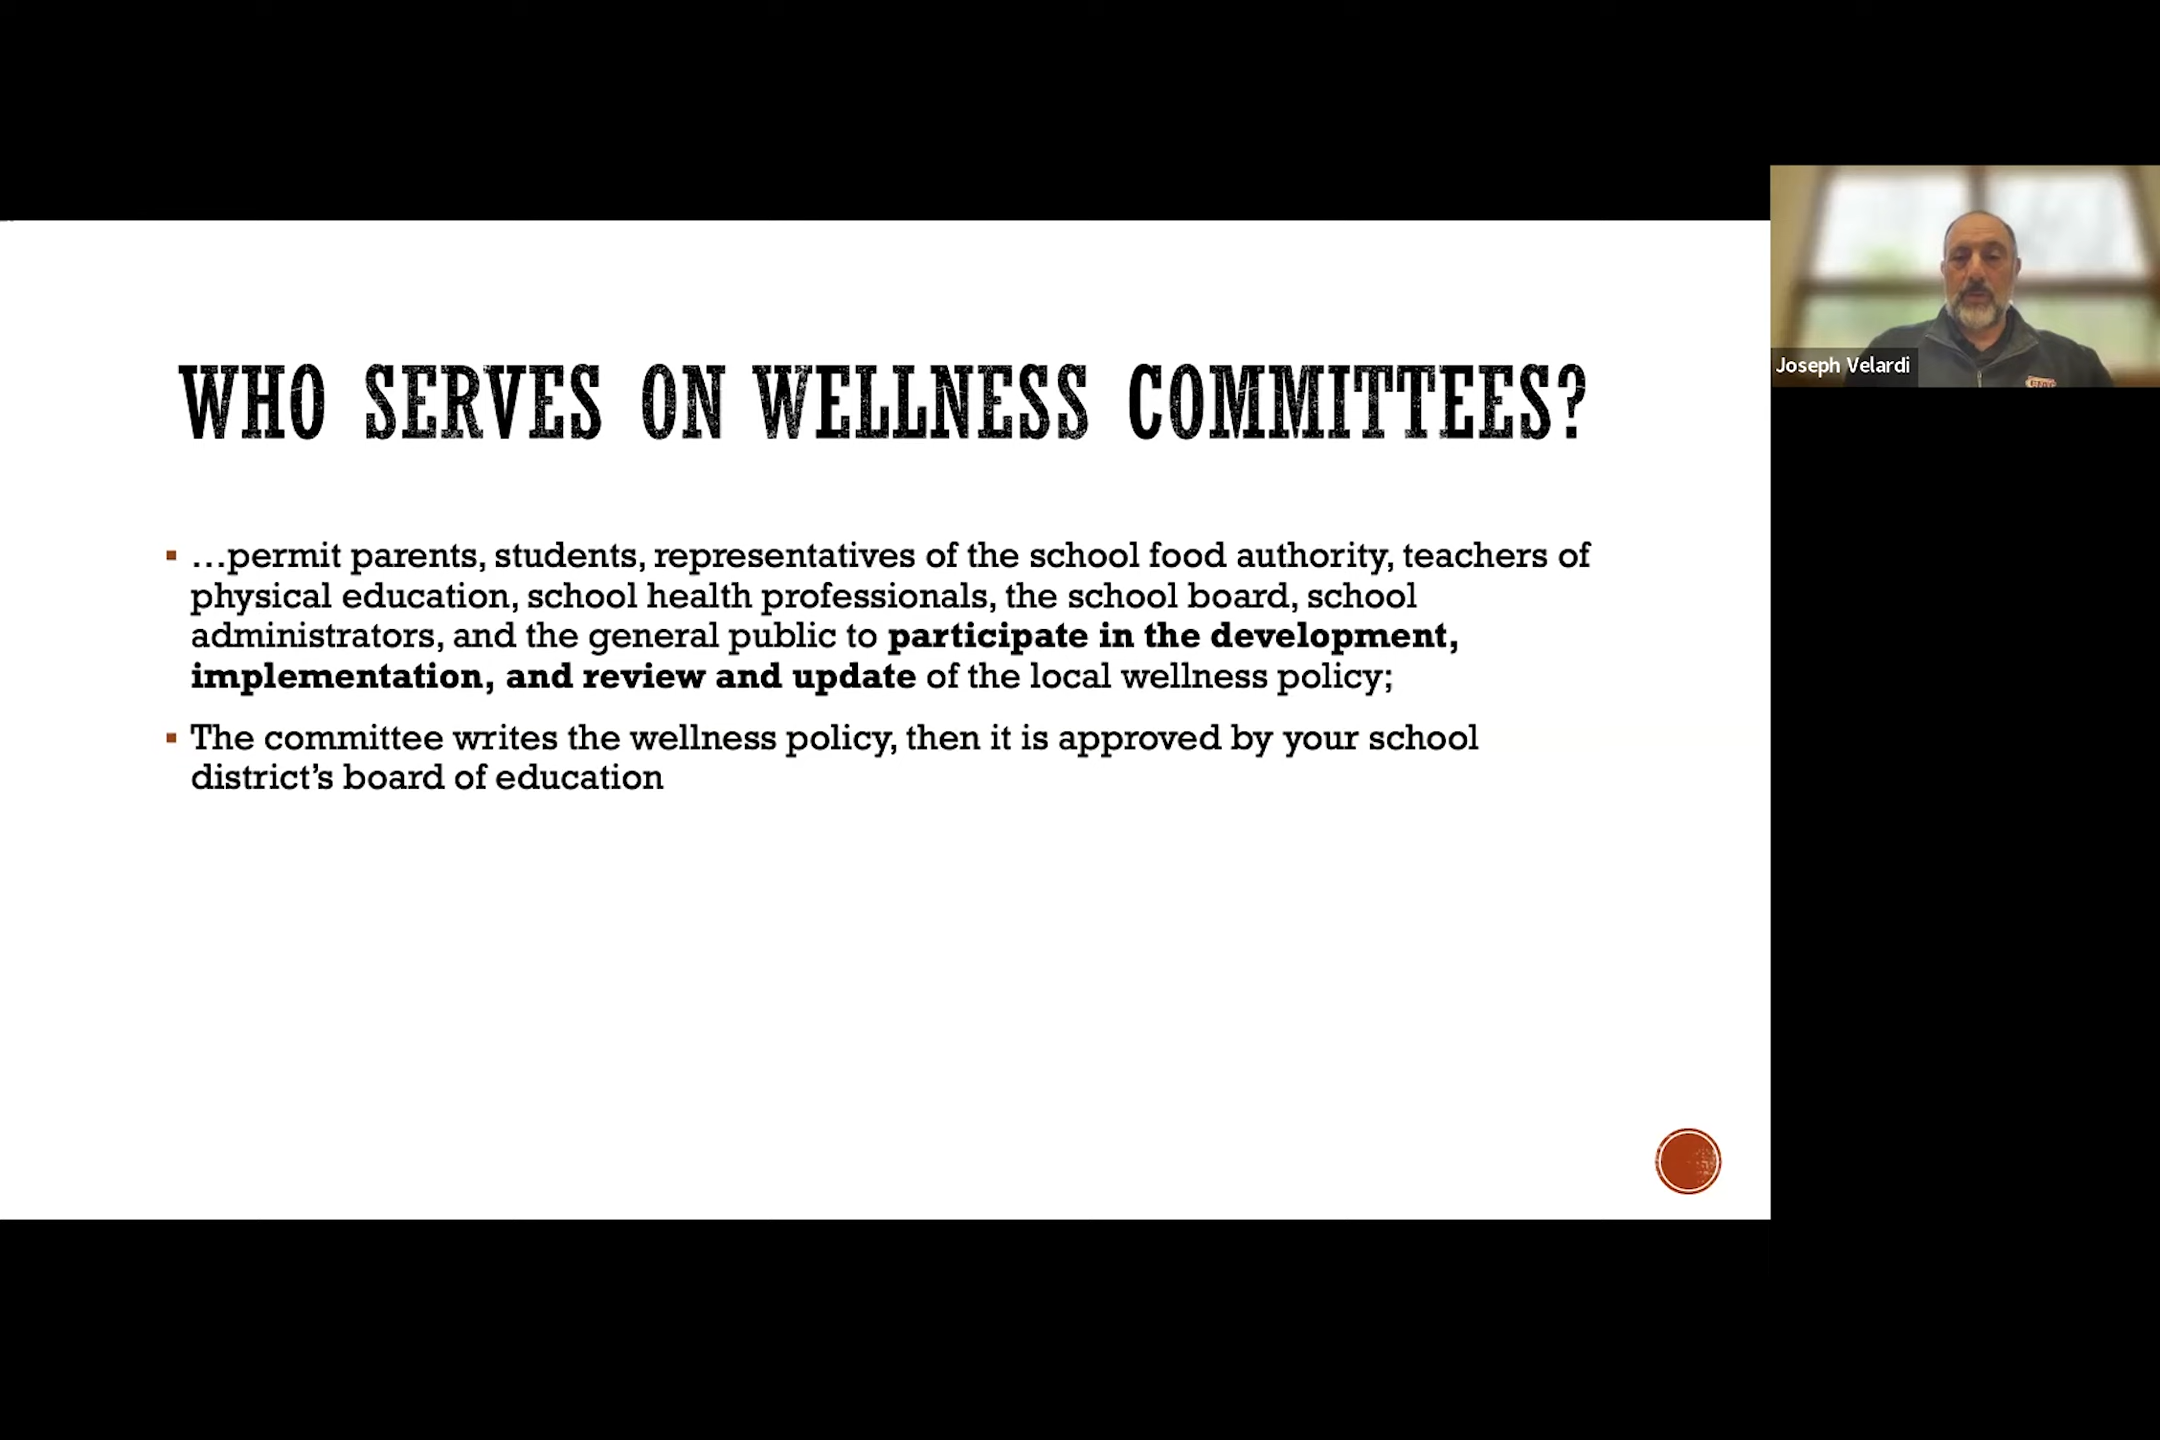 WHO SERVES ON WELLNESS COMMITTEES?
▪ …permit parents, students, representatives of the school food authority, teachers of
physical education, school health professionals, the school board, school
administrators, and the general public to participate in the development,
implementation, and review and update of the local wellness policy;
▪ The committee writes the wellness policy, then it is approved by your school
district’s board of education
Joseph Velardi